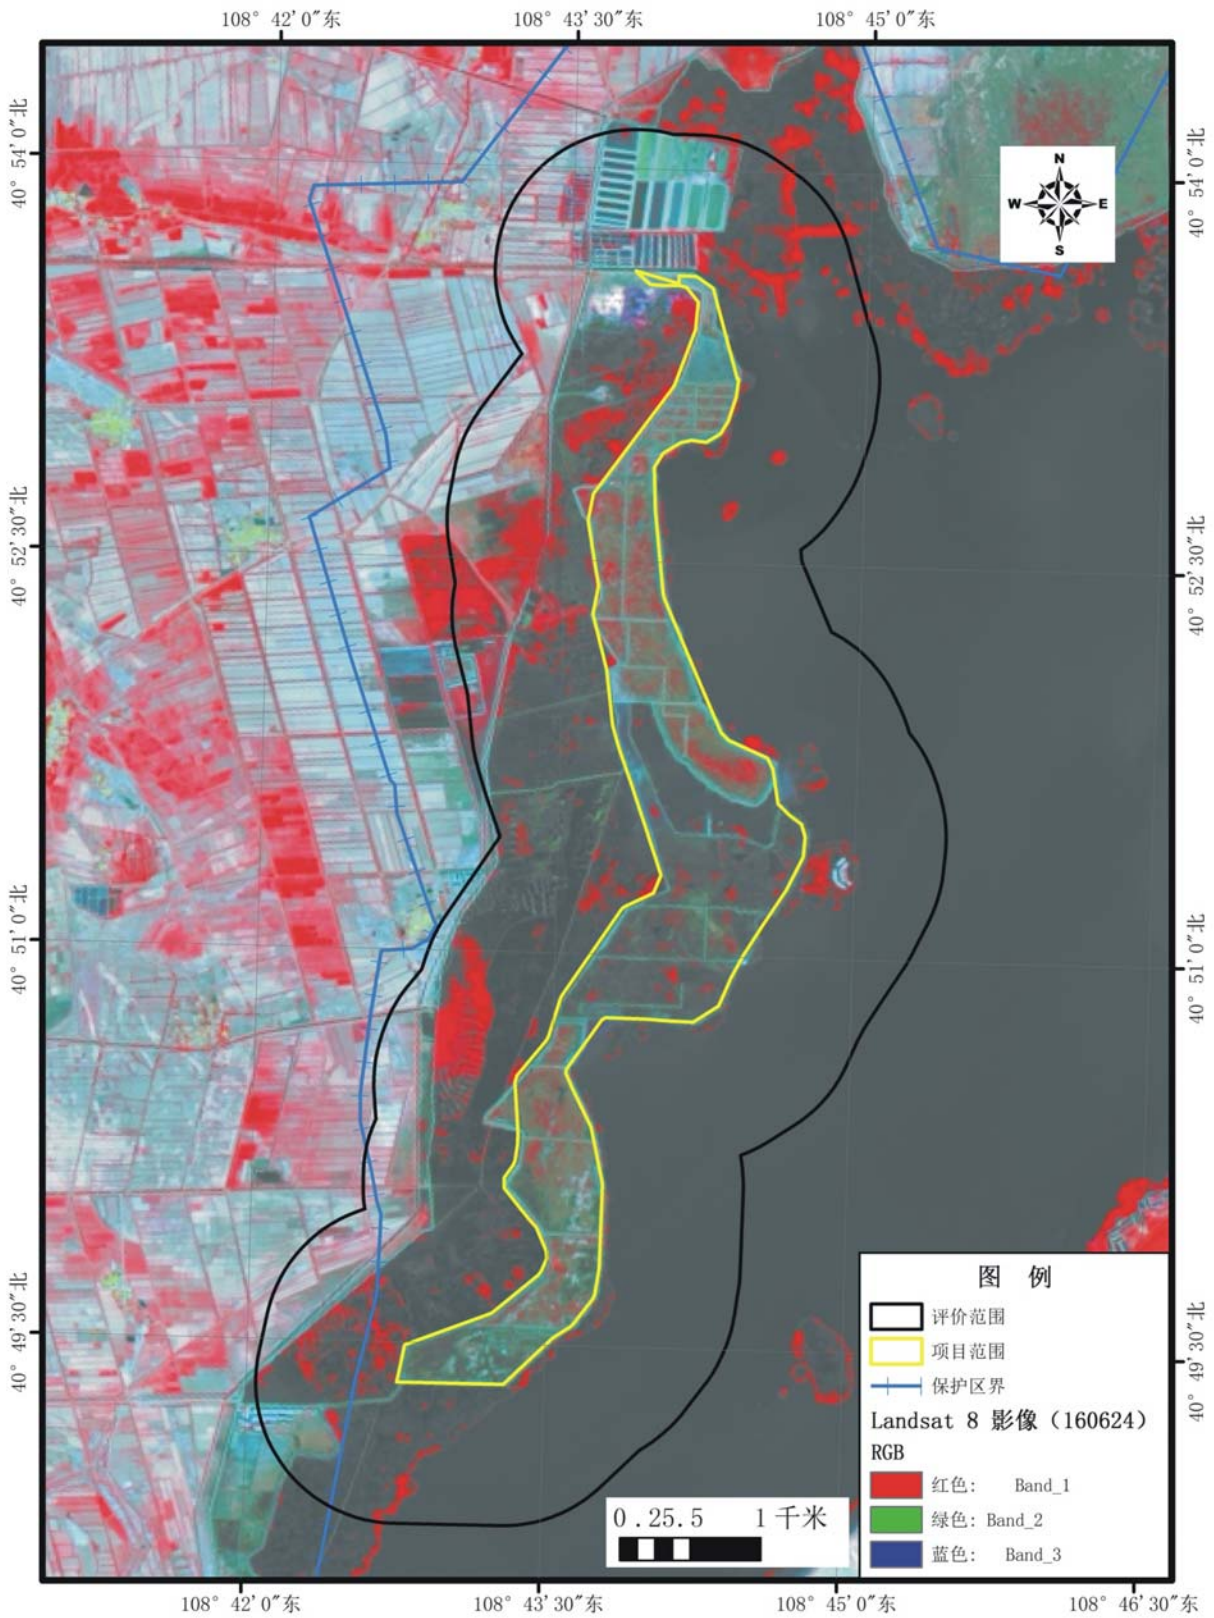 108° 42′0″东 108° 43′30″东 108° 45′0″东
40° 54′0″北
40° 52′30″北
40° 51′0″北
40° 49′30″北
N
W E
S
40° 54′0″北
40° 52′30″北
40° 51′0″北
40° 49′30″北
图 例
评价范围
项目范围
保护区界
Landsat 8 影像（160624）
RGB
红色: Band_1
绿色: Band_2
蓝色: Band_3
0 .25.5 1 千米
108° 42′0″东 108° 43′30″东 108° 45′0″东 108° 46′30″东